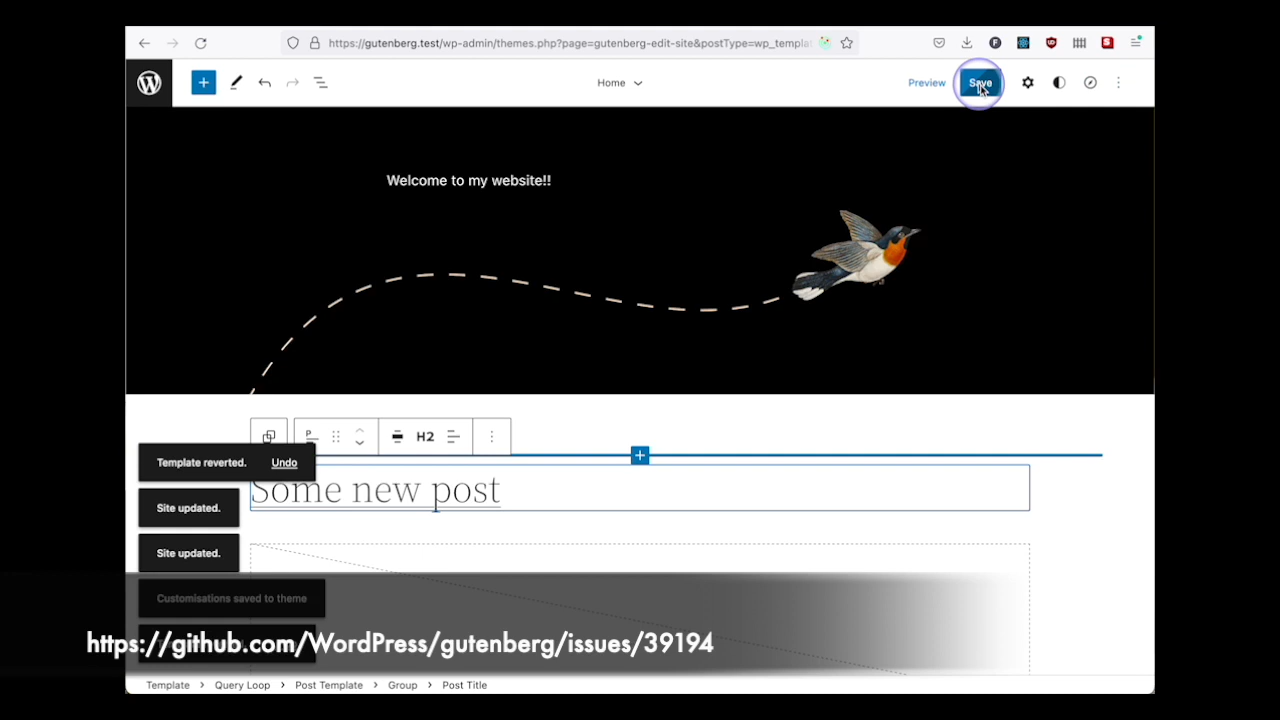 https://gutenberg.test/wp-admin/themes.php?page=gutenberg-edit-site&postType=wp_templat
Home
Preview
Save
Welcome to my website!!
H2
Template reverted. Undo
Some new post
Site updated.
Site updated.
Customisations saved to theme
https://github.com/WordPress/gutenberg/issues/39194
Template > Query Loop > Post Template > Group > Post Title